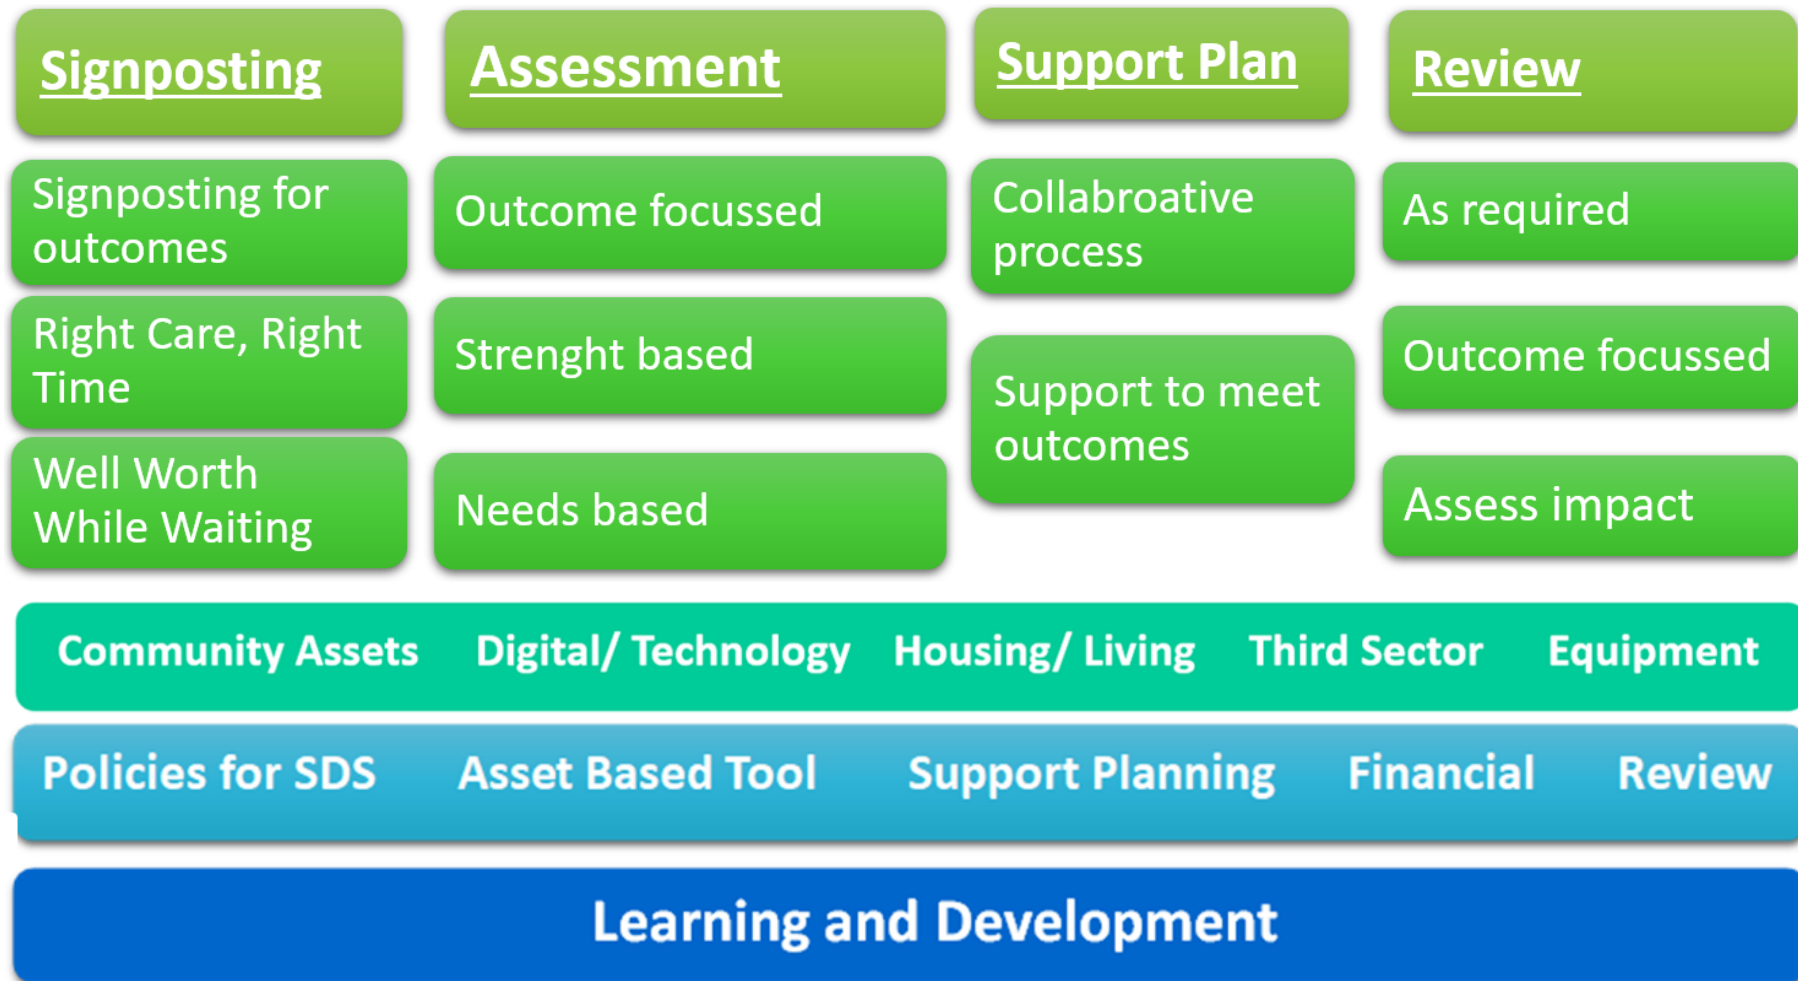 Signposting
Signposting for
outcomes
Right Care, Right
Time
Well Worth
While Waiting
Assessment
Outcome focussed
Strenght based
Needs based
Support Plan
Collabroative
process
Support to meet
outcomes
Review
As required
Outcome focussed
Assess impact
Community Assets Digital/ Technology Housing/ Living Third Sector Equipment
Policies for SDS Asset Based Tool Support Planning Financial Review
Learning and Development